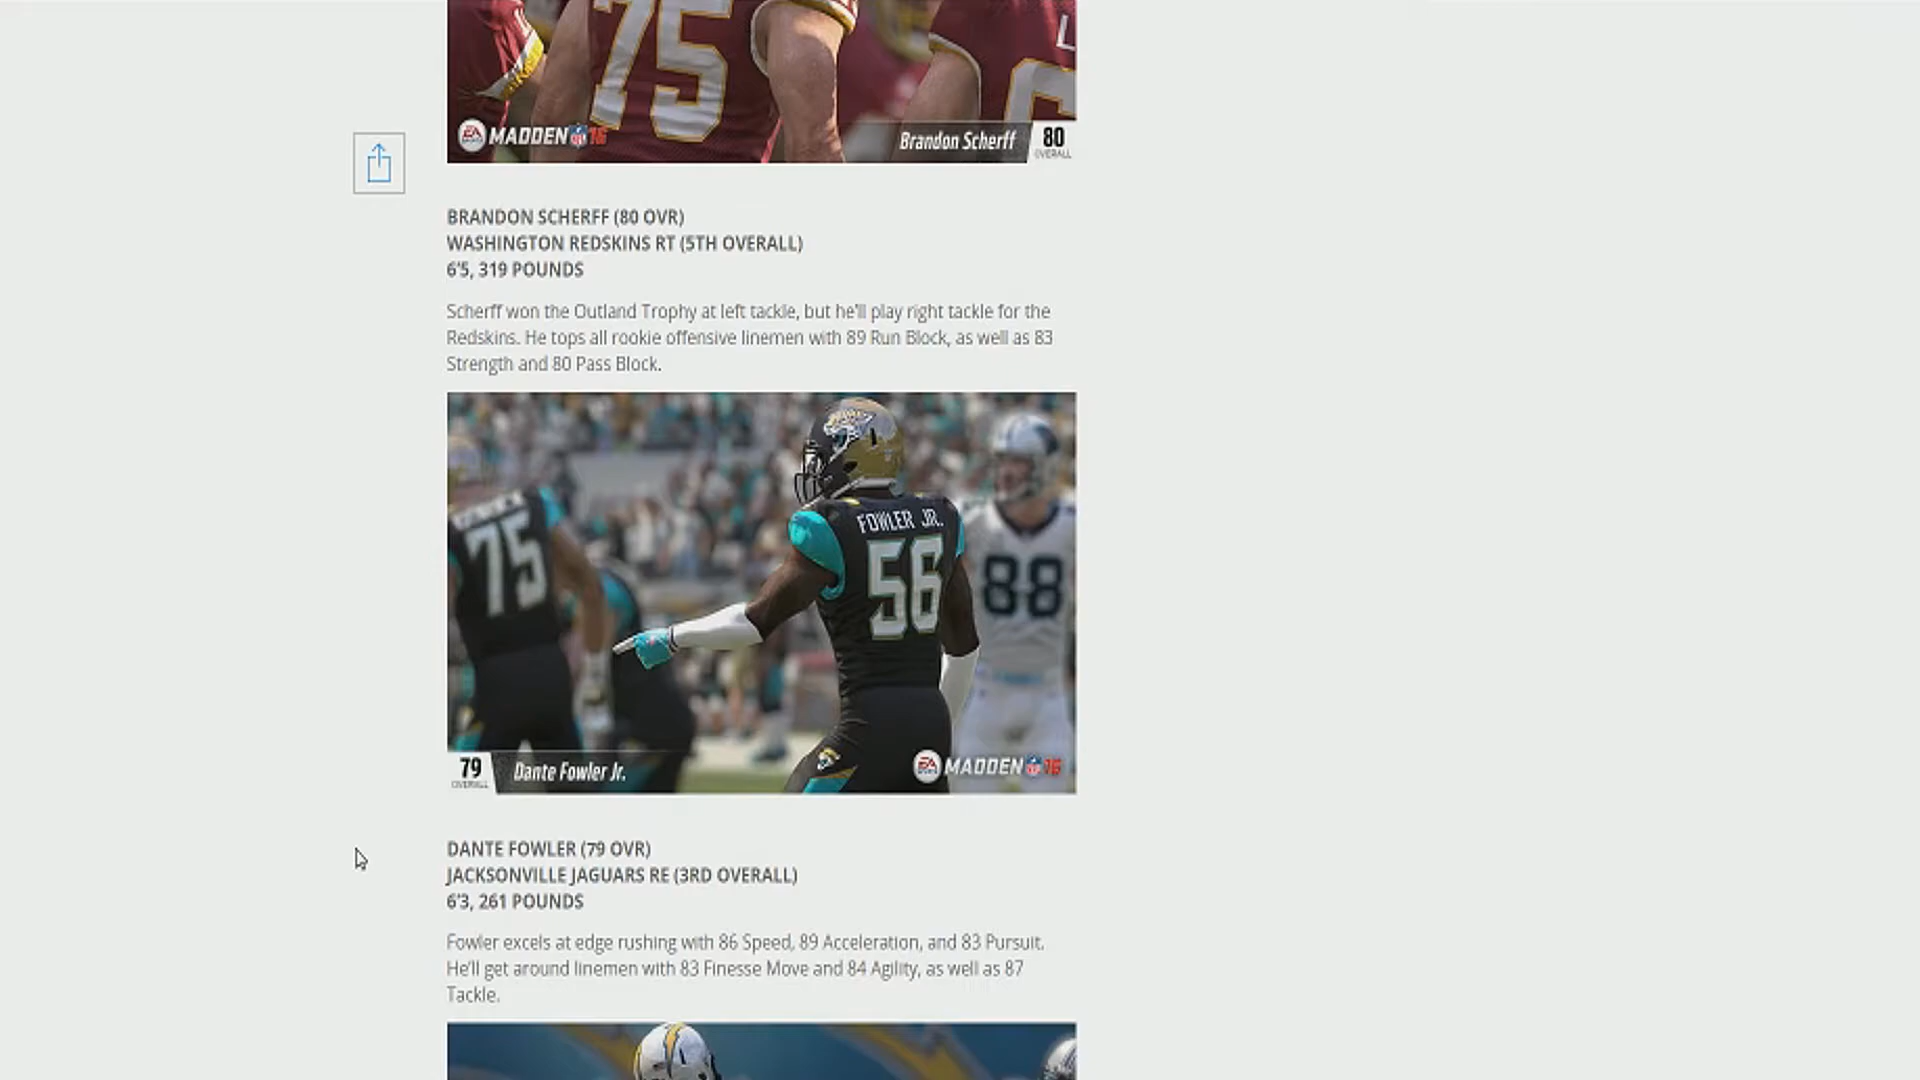 75
MADDEN NFL 16
Brandon Scherff
80
OVERALL
BRANDON SCHERFF (80 OVR)
WASHINGTON REDSKINS RT (5TH OVERALL)
6'5, 319 POUNDS
Scherff won the Outland Trophy at left tackle, but he'll play right tackle for the
Redskins. He tops all rookie offensive linemen with 89 Run Block, as well as 83
Strength and 80 Pass Block.
FOWLER JR.
56
75
88
79
OVERALL
Dante Fowler Jr.
EA SPORTS
MADDEN NFL 16
DANTE FOWLER (79 OVR)
JACKSONVILLE JAGUARS RE (3RD OVERALL)
6'3, 261 POUNDS
Fowler excels at edge rushing with 86 Speed, 89 Acceleration, and 83 Pursuit.
He'll get around linemen with 83 Finesse Move and 84 Agility, as well as 87
Tackle.